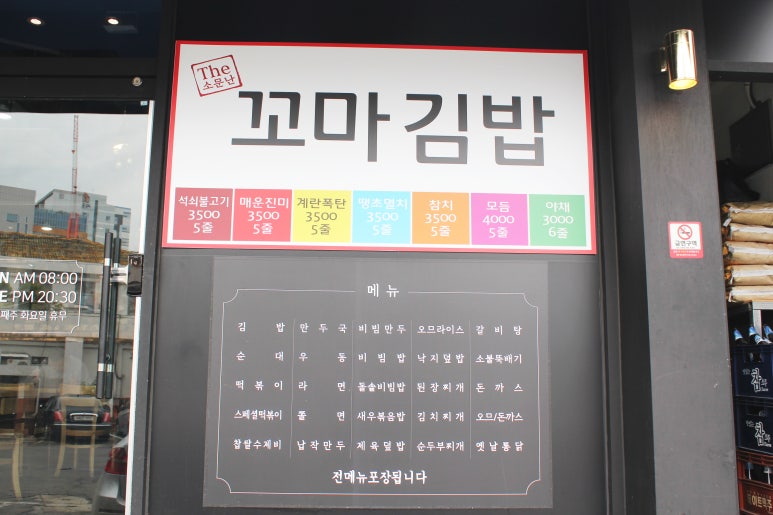 The
소문난
꼬마김밥
석쇠불고기 매운진미 계란폭탄 땡초멸치 참치 모듬 야채
3500 3500 3500 3500 3500 4000 3000
5줄 5줄 5줄 5줄 5줄 5줄 6줄
금연구역
N AM 08:00
E PM 20:30
째주 화요일 휴무
메뉴
김밥 만두국 비빔만두 오므라이스 갈비탕
순대 우동 비빔밥 낙지덮밥 소불뚝배기
떡볶이 라면 돌솥비빔밥 된장찌개 돈까스
스페셜떡볶이 쫄면 새우볶음밥 김치찌개 오므/돈까스
찹쌀수제비 납작만두 제육덮밥 순두부찌개 옛날통닭
전메뉴포장됩니다
참
참